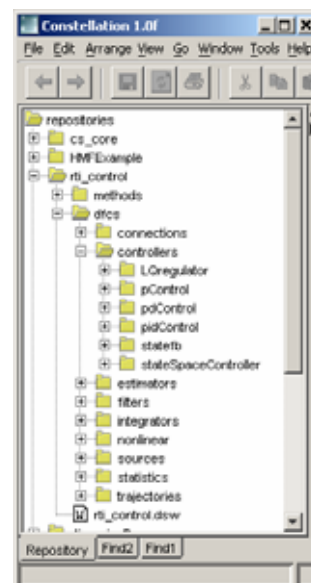 Constellation 1.0f
File Edit Arrange View Go Window Tools Help
repositories
cs_core
HMFExample
rti_control
methods
dfcs
connections
controllers
LQregulator
pControl
pdControl
pidControl
statefb
stateSpaceController
estimators
filters
integrators
nonlinear
sources
statistics
trajectories
rti_control.dsw
Repository Find2 Find1